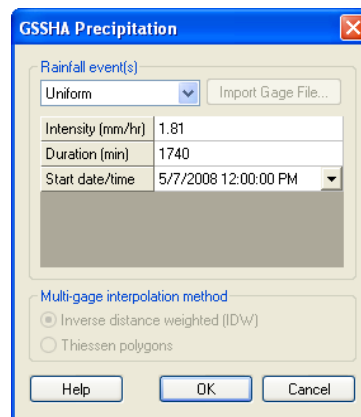 GSSHA Precipitation
Rainfall event(s)
Uniform
Import Gage File...
Intensity (mm/hr) 1.81
Duration (min) 1740
Start date/time 5/7/2008 12:00:00 PM
Multi-gage interpolation method
Inverse distance weighted (IDW)
Thiessen polygons
Help OK Cancel